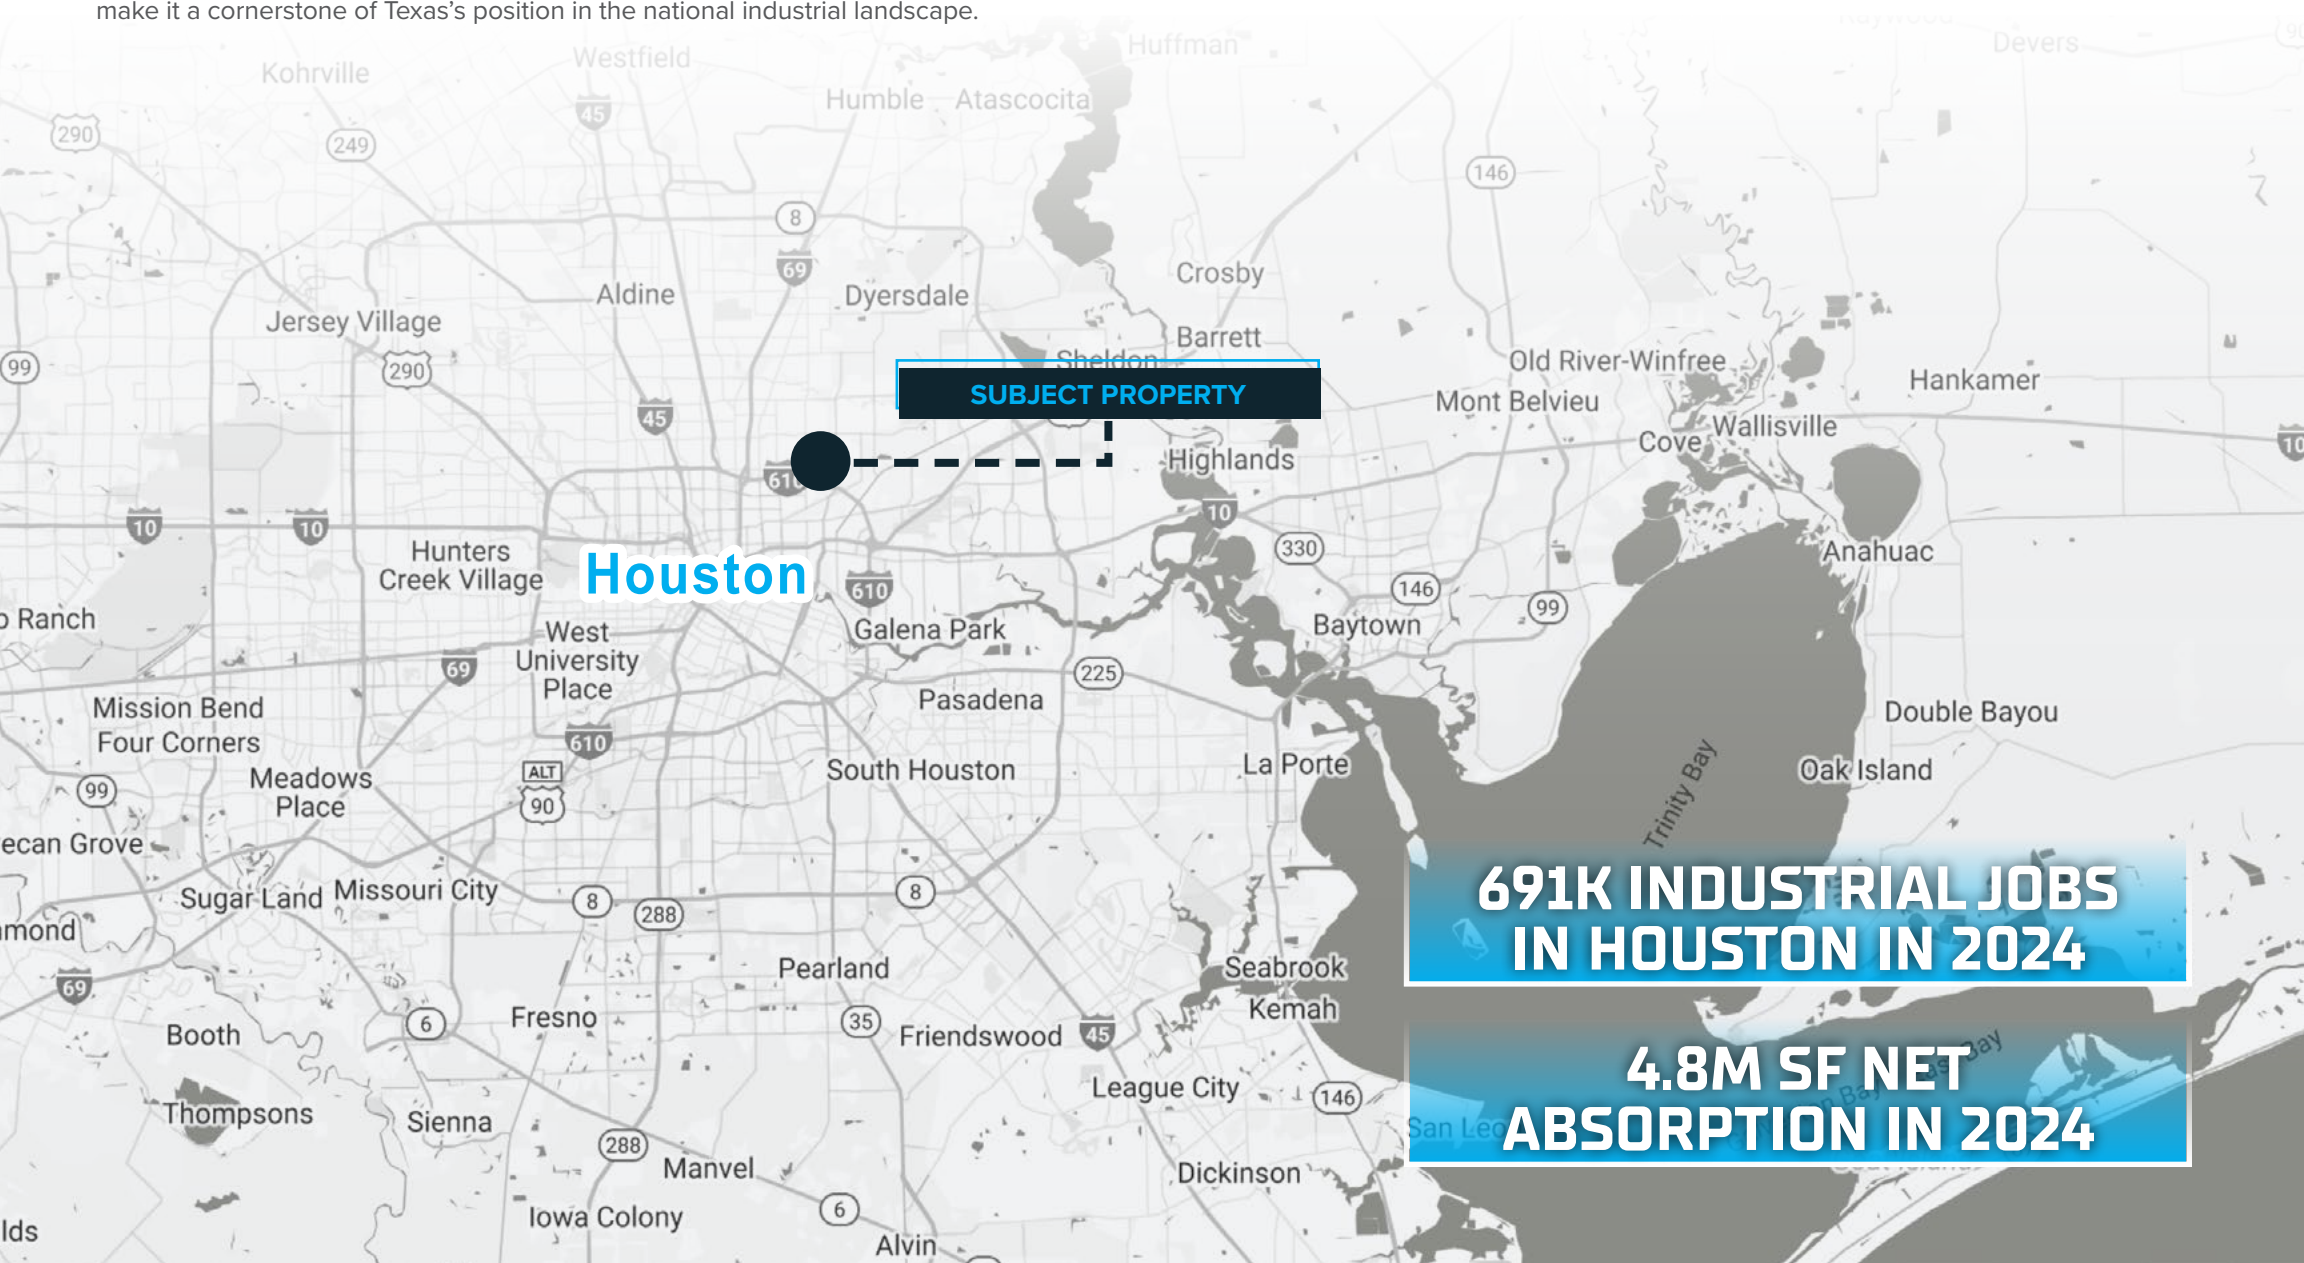 make it a cornerstone of Texas's position in the national industrial landscape.
Raywood
Huffman
Devers
90
Westfield
Kohrville
Humble
Atascocita
45
290
249
146
8
69
Crosby
Aldine
Dyersdale
Jersey Village
Barrett
Sheldon
Old River-Winfree
99
290
Hankamer
SUBJECT PROPERTY
Mont Belvieu
45
Wallisville
Cove
10
Highlands
610
10
10
10
330
Hunters
Creek Village
Anahuac
Houston
610
146
99
o Ranch
Galena Park
Baytown
West
University
Place
69
225
Pasadena
Mission Bend
Double Bayou
Four Corners
610
La Porte
South Houston
Oak Island
ALT
90
Meadows
Place
99
Trinity Bay
ecan Grove
691K INDUSTRIAL JOBS
IN HOUSTON IN 2024
Sugar Land
Missouri City
8
288
8
mond
Pearland
Seabrook
69
Kemah
6
Fresno
35
Friendswood
45
Booth
4.8M SF NET
ABSORPTION IN 2024
East Bay
League City
146
Thompsons
Sienna
San Leo
288
Manvel
Dickinson
6
Iowa Colony
lds
Alvin